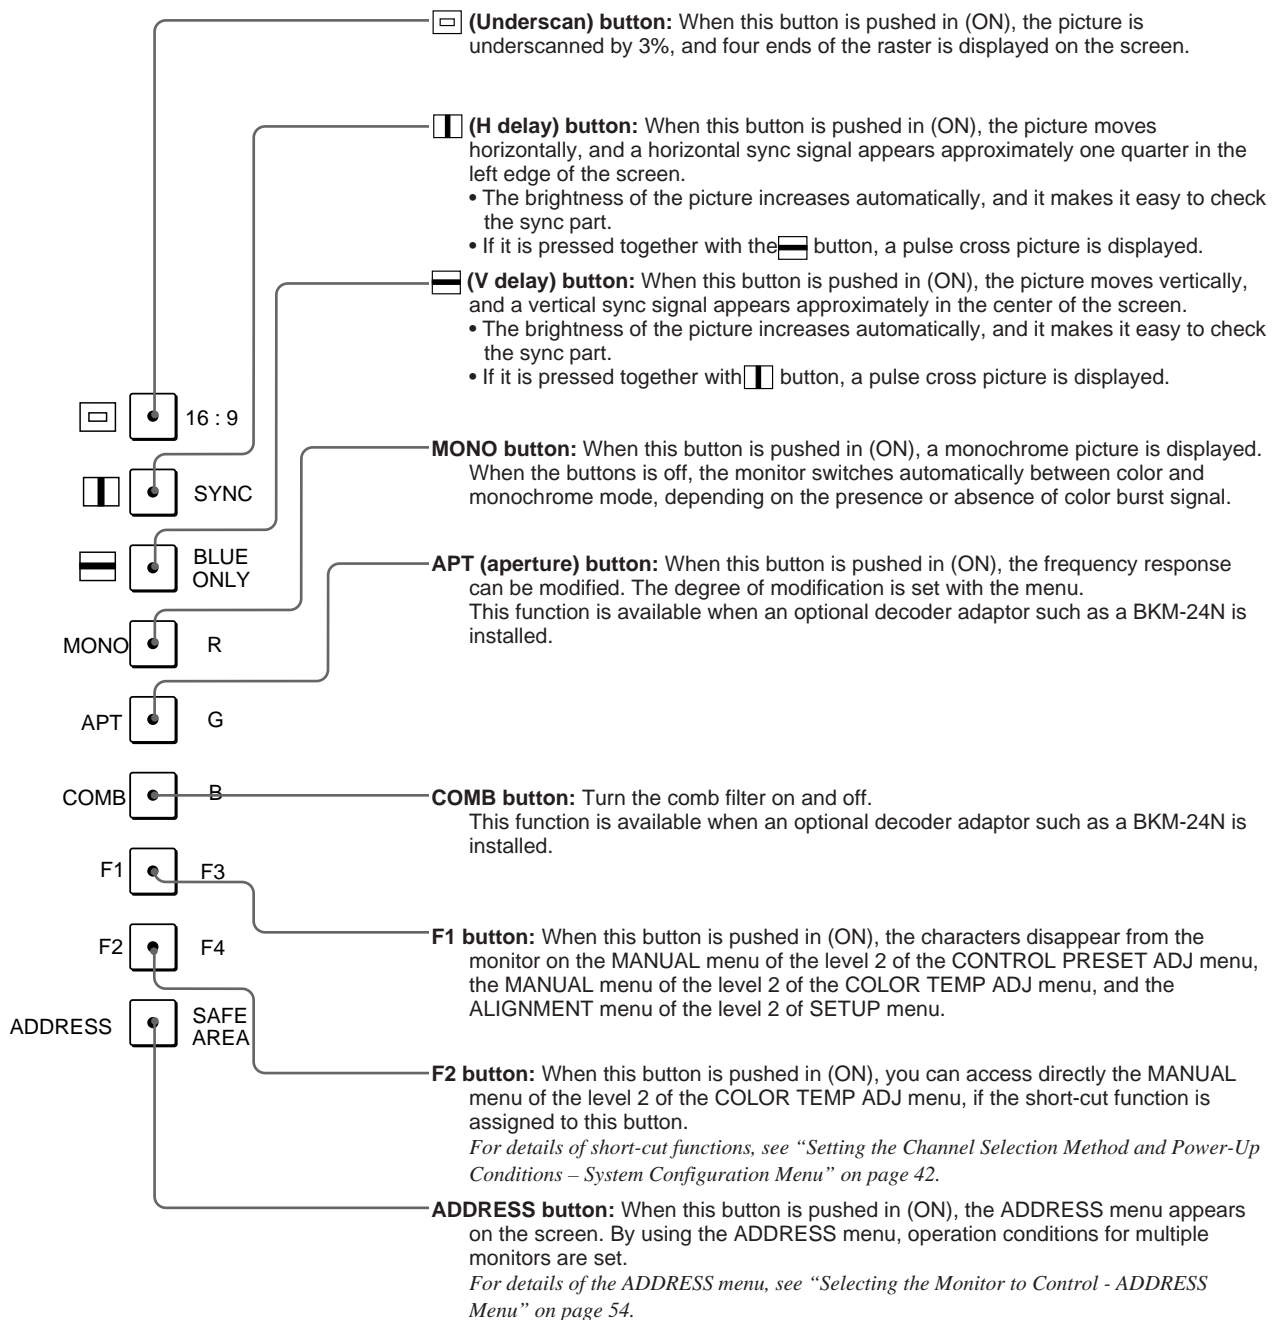 (Underscan) button: When this button is pushed in (ON), the picture is
underscanned by 3%, and four ends of the raster is displayed on the screen.
(H delay) button: When this button is pushed in (ON), the picture moves
horizontally, and a horizontal sync signal appears approximately one quarter in the
left edge of the screen.
• The brightness of the picture increases automatically, and it makes it easy to check
the sync part.
• If it is pressed together with the button, a pulse cross picture is displayed.
(V delay) button: When this button is pushed in (ON), the picture moves vertically,
and a vertical sync signal appears approximately in the center of the screen.
• The brightness of the picture increases automatically, and it makes it easy to check
the sync part.
• If it is pressed together with button, a pulse cross picture is displayed.
16 : 9
SYNC
BLUE
ONLY
MONO R
APT G
COMB B
F1 F3
F2 F4
ADDRESS SAFE
AREA
MONO button: When this button is pushed in (ON), a monochrome picture is displayed.
When the buttons is off, the monitor switches automatically between color and
monochrome mode, depending on the presence or absence of color burst signal.
APT (aperture) button: When this button is pushed in (ON), the frequency response
can be modified. The degree of modification is set with the menu.
This function is available when an optional decoder adaptor such as a BKM-24N is
installed.
COMB button: Turn the comb filter on and off.
This function is available when an optional decoder adaptor such as a BKM-24N is
installed.
F1 button: When this button is pushed in (ON), the characters disappear from the
monitor on the MANUAL menu of the level 2 of the CONTROL PRESET ADJ menu,
the MANUAL menu of the level 2 of the COLOR TEMP ADJ menu, and the
ALIGNMENT menu of the level 2 of SETUP menu.
F2 button: When this button is pushed in (ON), you can access directly the MANUAL
menu of the level 2 of the COLOR TEMP ADJ menu, if the short-cut function is
assigned to this button.
For details of short-cut functions, see “Setting the Channel Selection Method and Power-Up
Conditions – System Configuration Menu” on page 42.
ADDRESS button: When this button is pushed in (ON), the ADDRESS menu appears
on the screen. By using the ADDRESS menu, operation conditions for multiple
monitors are set.
For details of the ADDRESS menu, see “Selecting the Monitor to Control - ADDRESS
Menu” on page 54.